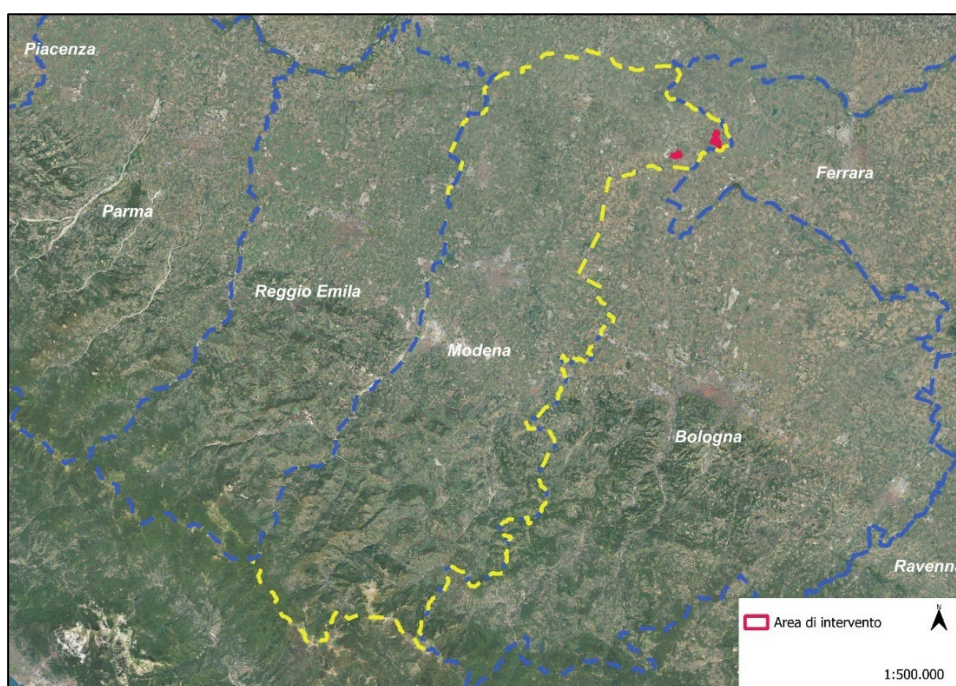 Piacenza
Parma
Ferrara
Reggio Emila
Modena
Bologna
Ravenna
Area di intervento
N
1:500.000